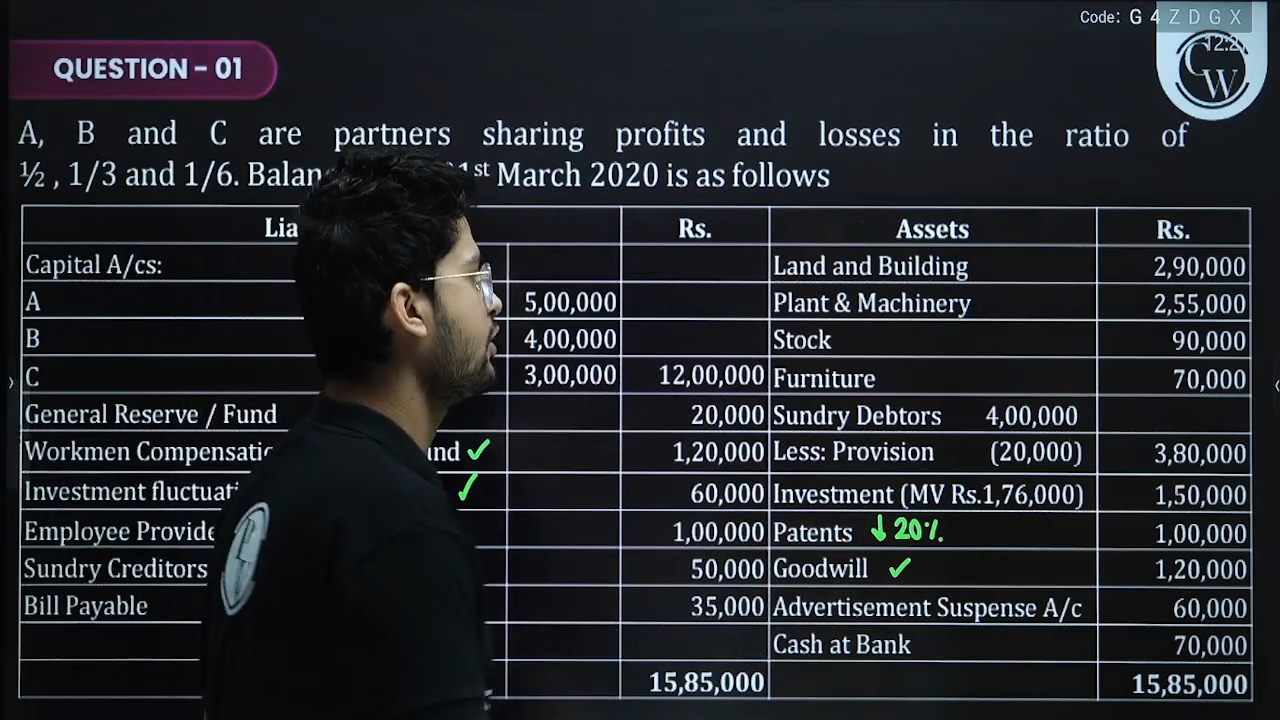 Code: G 4 Z D G X
12:2
CW
QUESTION – 01
A, B and C are partners sharing profits and losses in the ratio of
½ , 1/3 and 1/6. st March 2020 is as follows
Rs. Assets Rs.
Capital A/cs: Land and Building 2,90,000
A 5,00,000 Plant & Machinery 2,55,000
B 4,00,000 Stock 90,000
C 3,00,000 12,00,000 Furniture 70,000
General Reserve / Fund 20,000 Sundry Debtors 4,00,000
Workmen 1,20,000 Less: Provision (20,000) 3,80,000
Investment 60,000 Investment (MV Rs.1,76,000) 1,50,000
Employee 1,00,000 Patents ↓ 20% 1,00,000
Sundry Creditors 50,000 Goodwill ✓ 1,20,000
Bill Payable 35,000 Advertisement Suspense A/c 60,000
Cash at Bank 70,000
15,85,000 15,85,000